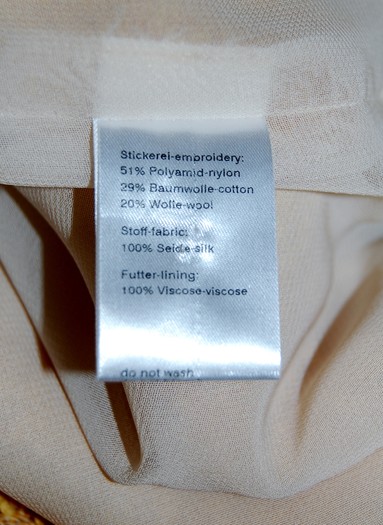 Stickerei-embroidery:
51% Polyamid-nylon
29% Baumwolle-cotton
20% Wolle-wool
Stoff-fabric:
100% Seide-silk
Futter-lining:
100% Viscose-viscose
do not wash